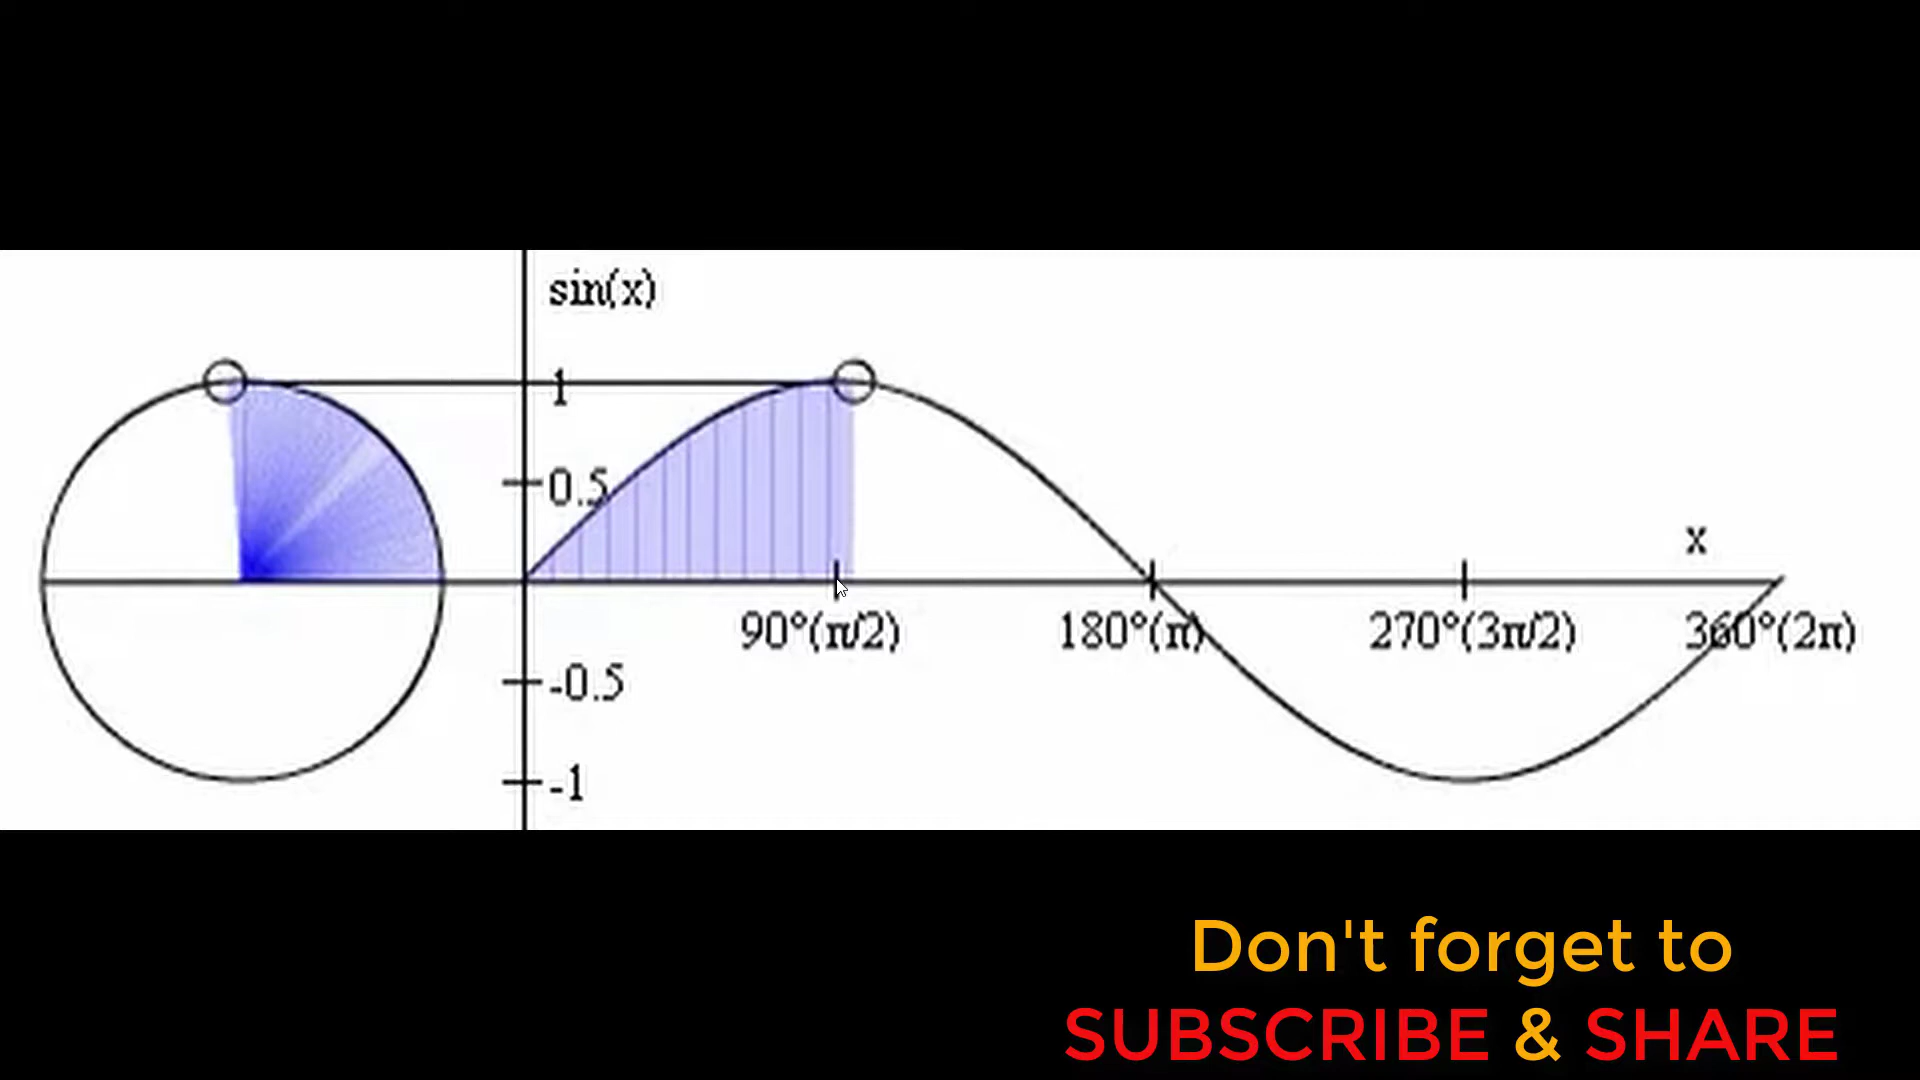 sin(x)
1
0.5
x
90°(π/2) 180°(π) 270°(3π/2) 360°(2π)
-0.5
-1
Don't forget to
SUBSCRIBE & SHARE